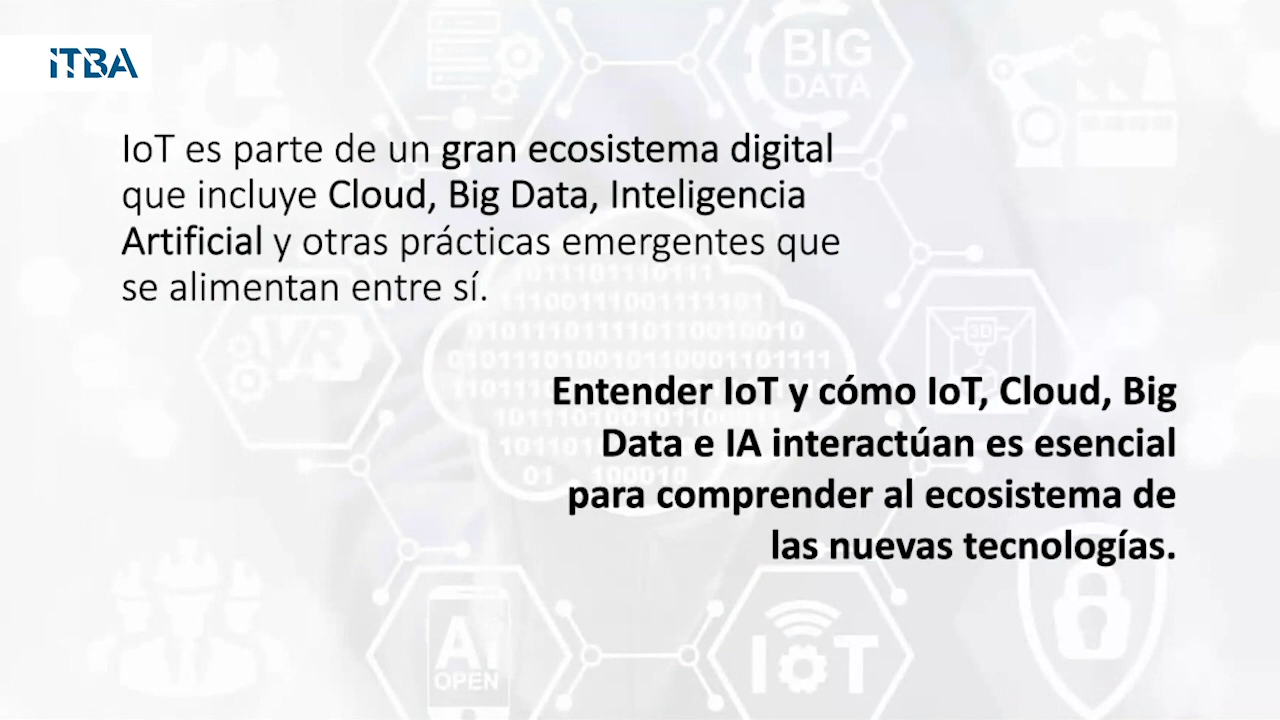 ITBA
BIG
DATA
IoT es parte de un gran ecosistema digital
que incluye Cloud, Big Data, Inteligencia
Artificial y otras prácticas emergentes que
se alimentan entre sí.
3D
Entender IoT y cómo IoT, Cloud, Big
Data e IA interactúan es esencial
para comprender al ecosistema de
las nuevas tecnologías.
Ai
OPEN
IoT